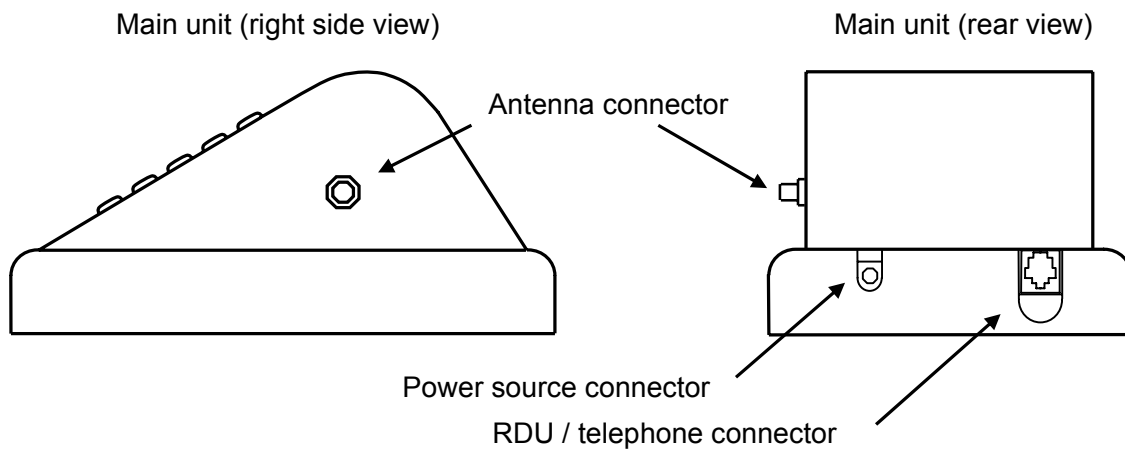 Main unit (right side view)
Main unit (rear view)
Antenna connector
Power source connector
RDU / telephone connector